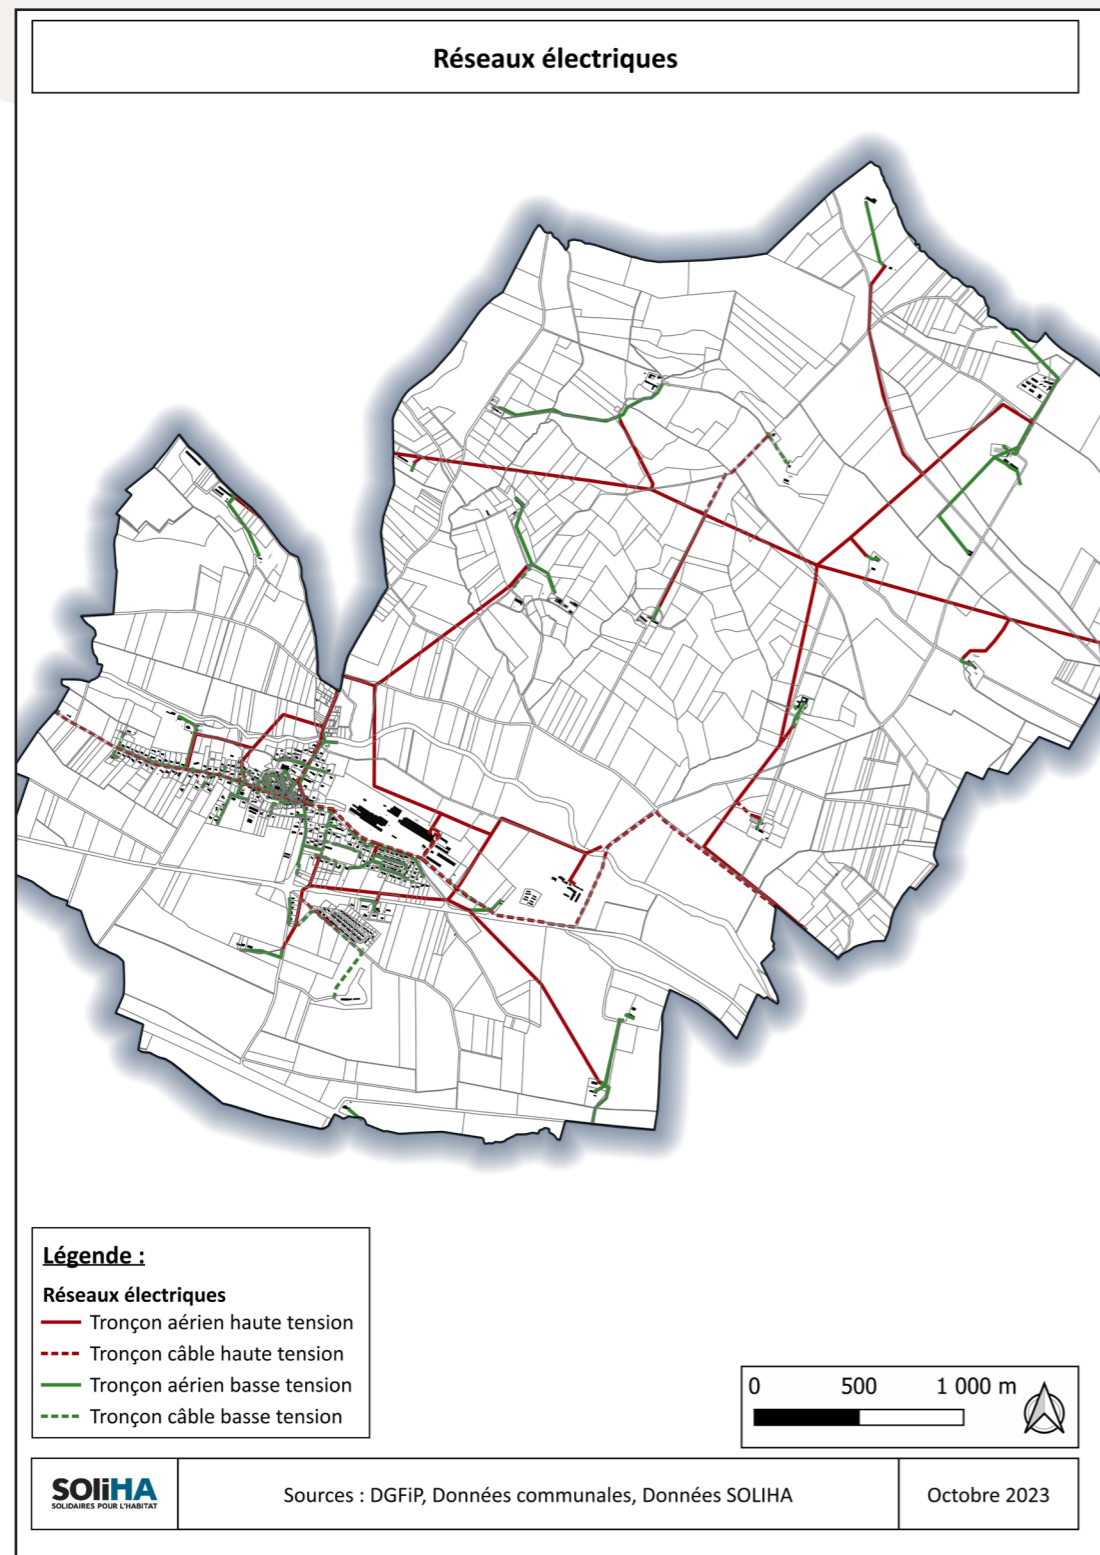 Réseaux électriques
Légende :
Réseaux électriques
Tronçon aérien haute tension
Tronçon câble haute tension
Tronçon aérien basse tension
Tronçon câble basse tension
0 500 1 000 m
SOliHA
SOLIDAIRES POUR L'HABITAT
Sources : DGFiP, Données communales, Données SOLIHA
Octobre 2023